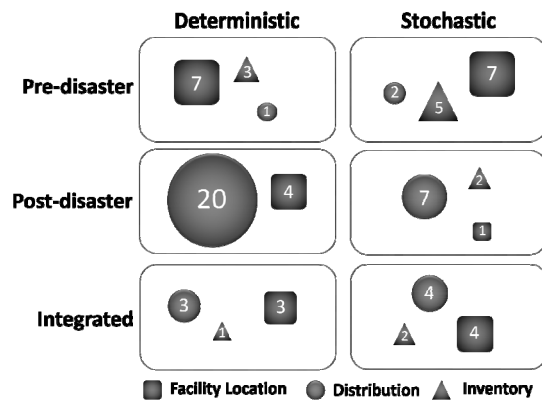 Deterministic Stochastic
Pre-disaster 7 3 1 2 5 7
Post-disaster 20 4 7 2 1
Integrated 3 1 3 4 2 4
Facility Location Distribution Inventory